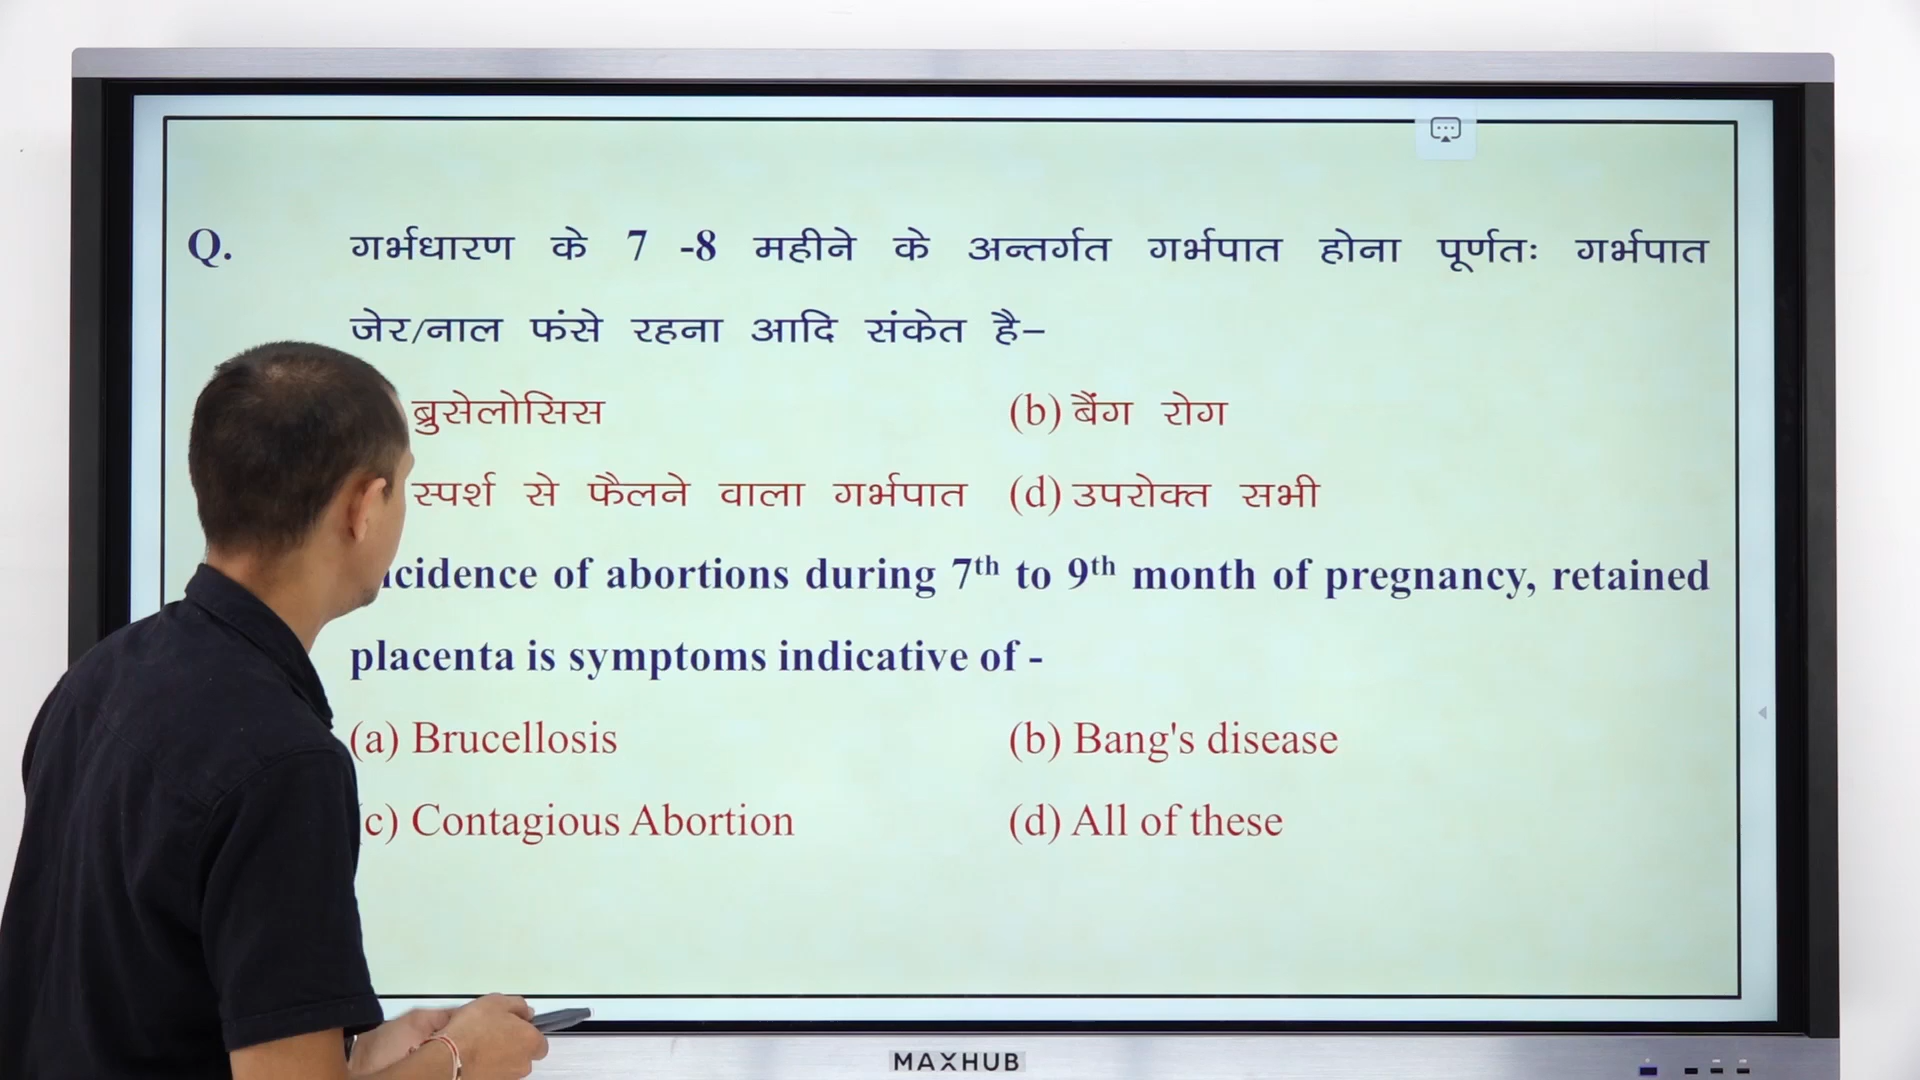 Q. गर्भधारण के 7 -8 महीने के अन्तर्गत गर्भपात होना पूर्णतः गर्भपात
जेर/नाल फंसे रहना आदि संकेत है–
ब्रुसेलोसिस (b) बैंग रोग
स्पर्श से फैलने वाला गर्भपात (d) उपरोक्त सभी
of abortions during 7th to 9th month of pregnancy, retained
placenta is symptoms indicative of -
(a) Brucellosis (b) Bang's disease
(c) Contagious Abortion (d) All of these
MAXHUB